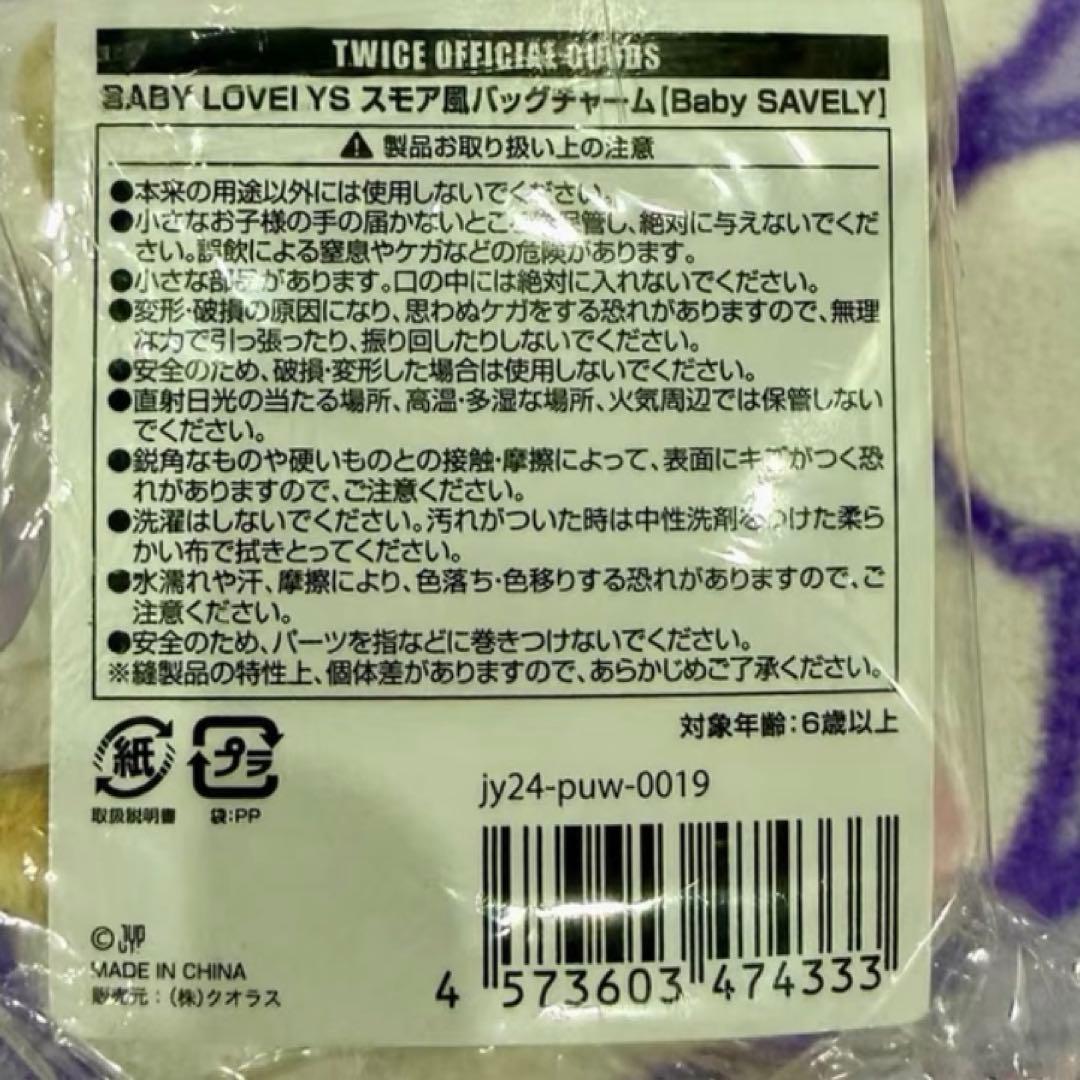 TWICE OFFICIAL GOODS
BABY LOVELYS スモア風バッグチャーム[Baby SAVELY]
⚠ 製品お取り扱い上の注意
●本来の用途以外には使用しないでください。
●小さなお子様の手の届かないところに保管し、絶対に与えないでくだ
さい。誤飲による窒息やケガなどの危険があります。
●小さな部品があります。口の中には絶対に入れないでください。
●変形・破損の原因になり、思わぬケガをする恐れがありますので、無理
な力で引っ張ったり、振り回したりしないでください。
●安全のため、破損・変形した場合は使用しないでください。
●直射日光の当たる場所、高温・多湿な場所、火気周辺では保管しない
でください。
●鋭角なものや硬いものとの接触・摩擦によって、表面にキズがつく恐
れがありますので、ご注意ください。
●洗濯はしないでください。汚れがついた時は中性洗剤をつけた柔ら
かい布で拭きとってください。
●水濡れや汗、摩擦により、色落ち・色移りする恐れがありますので、ご
注意ください。
●安全のため、パーツを指などに巻きつけないでください。
※縫製品の特性上、個体差がありますので、あらかじめご了承ください。
対象年齢:6歳以上
紙 プラ
取扱説明書 袋:PP
jy24-puw-0019
© JYP
MADE IN CHINA
販売元:(株)クオラス
4 573603 474333